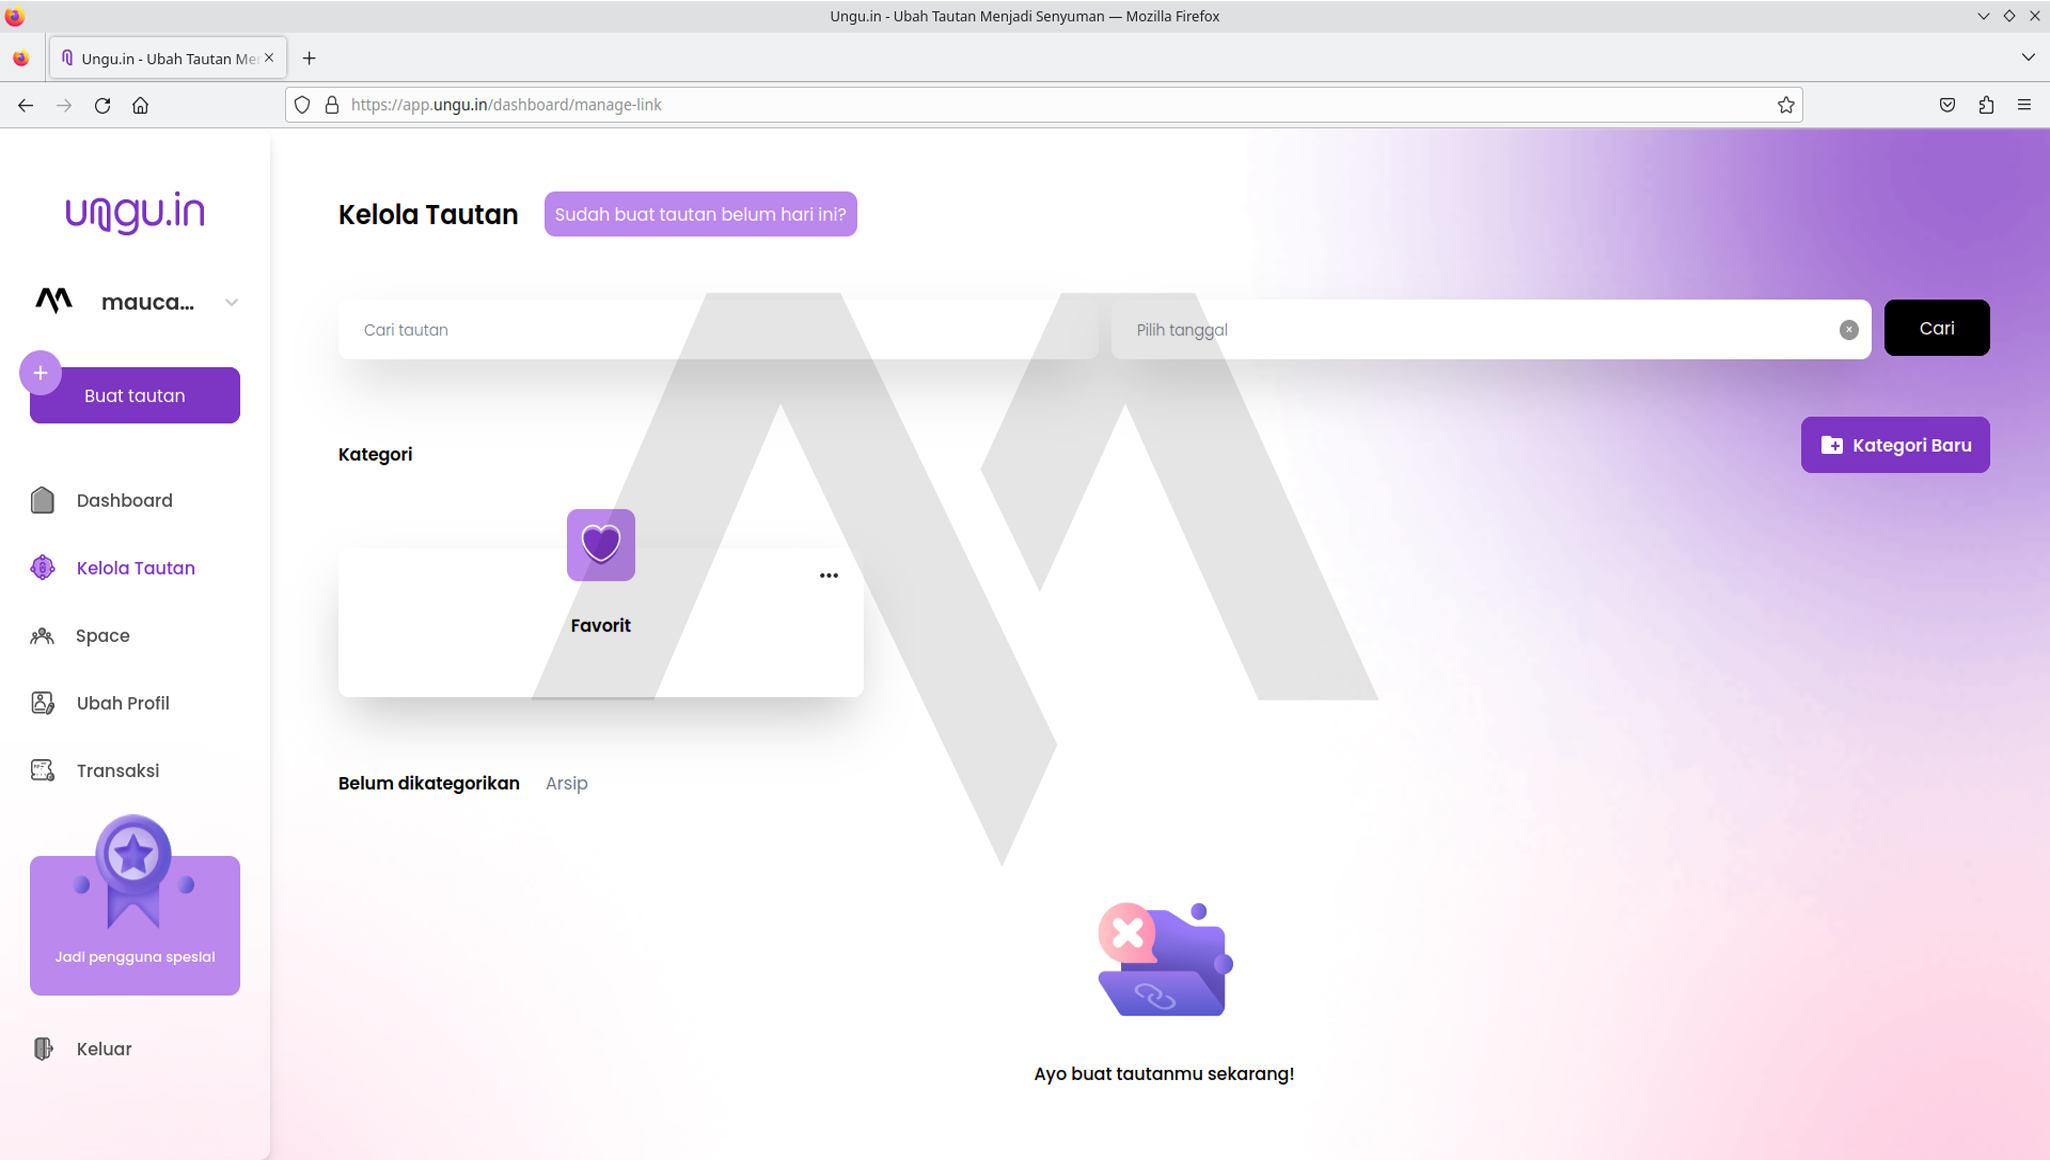 Ungu.in - Ubah Tautan Menjadi Senyuman — Mozilla Firefox
Ungu.in - Ubah Tautan Mer
https://app.ungu.in/dashboard/manage-link
ungu.in
mauca...
Buat tautan
Dashboard
Kelola Tautan
Space
Ubah Profil
Transaksi
Jadi pengguna spesial
Keluar
Kelola Tautan
Sudah buat tautan belum hari ini?
Cari tautan
Pilih tanggal
Cari
Kategori
Kategori Baru
Favorit
Belum dikategorikan
Arsip
Ayo buat tautanmu sekarang!